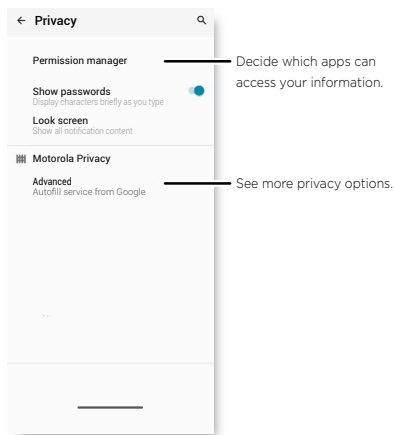 Privacy
Permission manager
Decide which apps can
access your information.
Show passwords
Display characters briefly as you type
Look screen
Show all notification content
Motorola Privacy
Advanced
Autofill service from Google
See more privacy options.